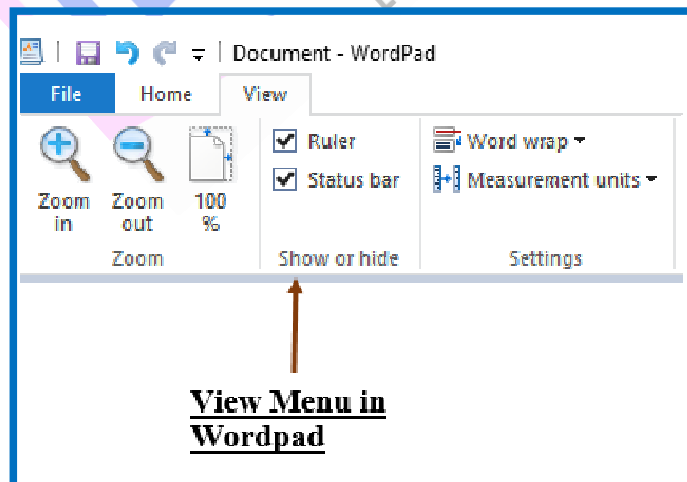 Document - WordPad
File Home View
Ruler Word wrap
Status bar Measurement units
Zoom Zoom 100
in out %
Zoom Show or hide Settings
View Menu in
Wordpad